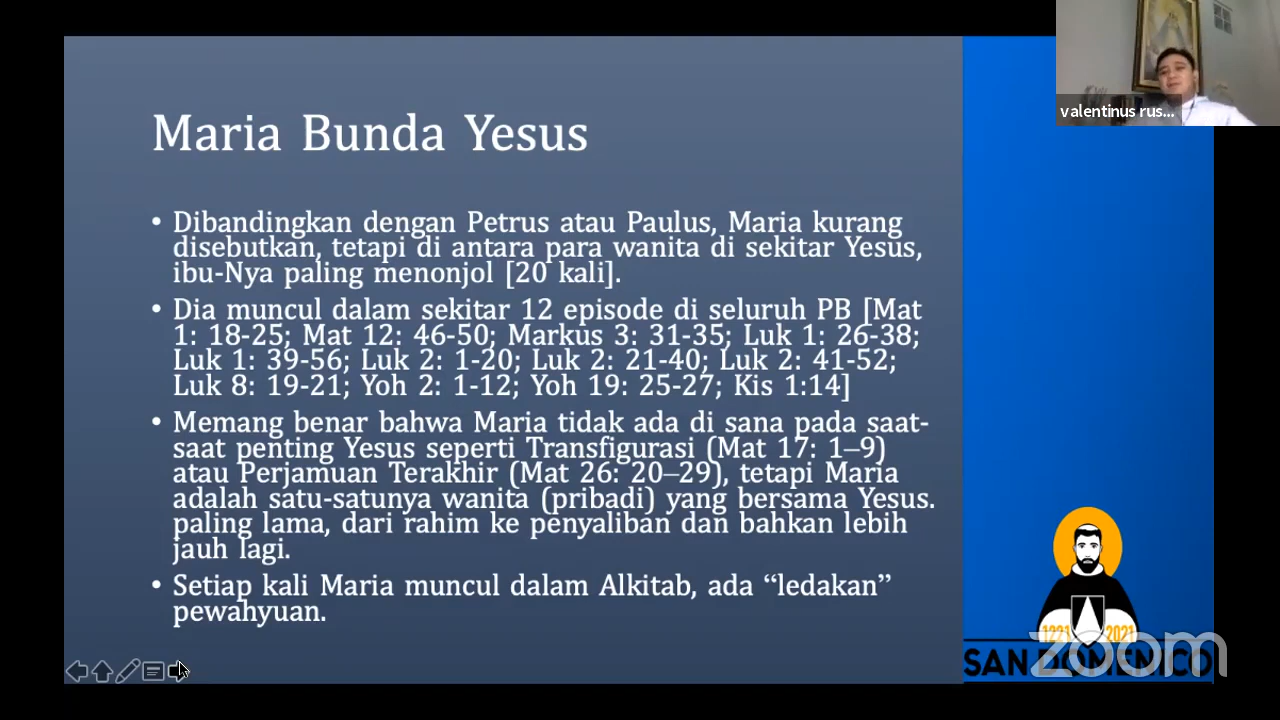 valentinus rus...
Maria Bunda Yesus
• Dibandingkan dengan Petrus atau Paulus, Maria kurang
disebutkan, tetapi di antara para wanita di sekitar Yesus,
ibu-Nya paling menonjol [20 kali].
• Dia muncul dalam sekitar 12 episode di seluruh PB [Mat
1: 18-25; Mat 12: 46-50; Markus 3: 31-35; Luk 1: 26-38;
Luk 1: 39-56; Luk 2: 1-20; Luk 2: 21-40; Luk 2: 41-52;
Luk 8: 19-21; Yoh 2: 1-12; Yoh 19: 25-27; Kis 1:14]
• Memang benar bahwa Maria tidak ada di sana pada saat-
saat penting Yesus seperti Transfigurasi (Mat 17: 1–9)
atau Perjamuan Terakhir (Mat 26: 20–29), tetapi Maria
adalah satu-satunya wanita (pribadi) yang bersama Yesus.
paling lama, dari rahim ke penyaliban dan bahkan lebih
jauh lagi.
• Setiap kali Maria muncul dalam Alkitab, ada “ledakan”
pewahyuan.
1221 2021
SAN DOMENICO
zoom